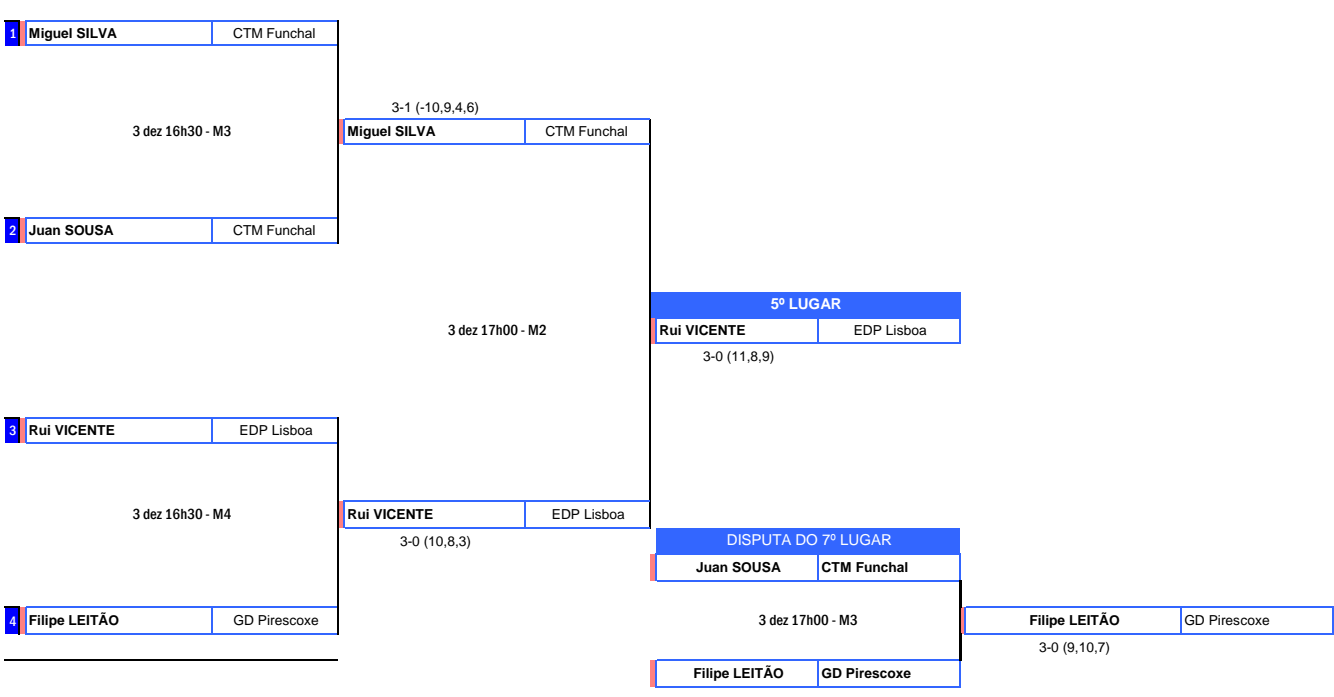 1 Miguel SILVA CTM Funchal
3-1 (-10,9,4,6)
3 dez 16h30 - M3 Miguel SILVA CTM Funchal
2 Juan SOUSA CTM Funchal
5º LUGAR
3 dez 17h00 - M2 Rui VICENTE EDP Lisboa
3-0 (11,8,9)
3 Rui VICENTE EDP Lisboa
3 dez 16h30 - M4 Rui VICENTE EDP Lisboa
3-0 (10,8,3) DISPUTA DO 7º LUGAR
Juan SOUSA CTM Funchal
4 Filipe LEITÃO GD Pirescoxe 3 dez 17h00 - M3 Filipe LEITÃO GD Pirescoxe
3-0 (9,10,7)
Filipe LEITÃO GD Pirescoxe